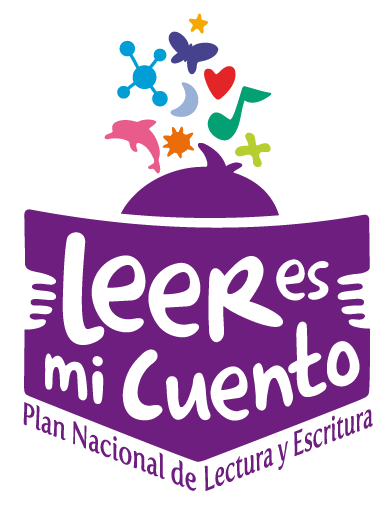 Leer es
mi Cuento
Plan Nacional de Lectura y Escritura